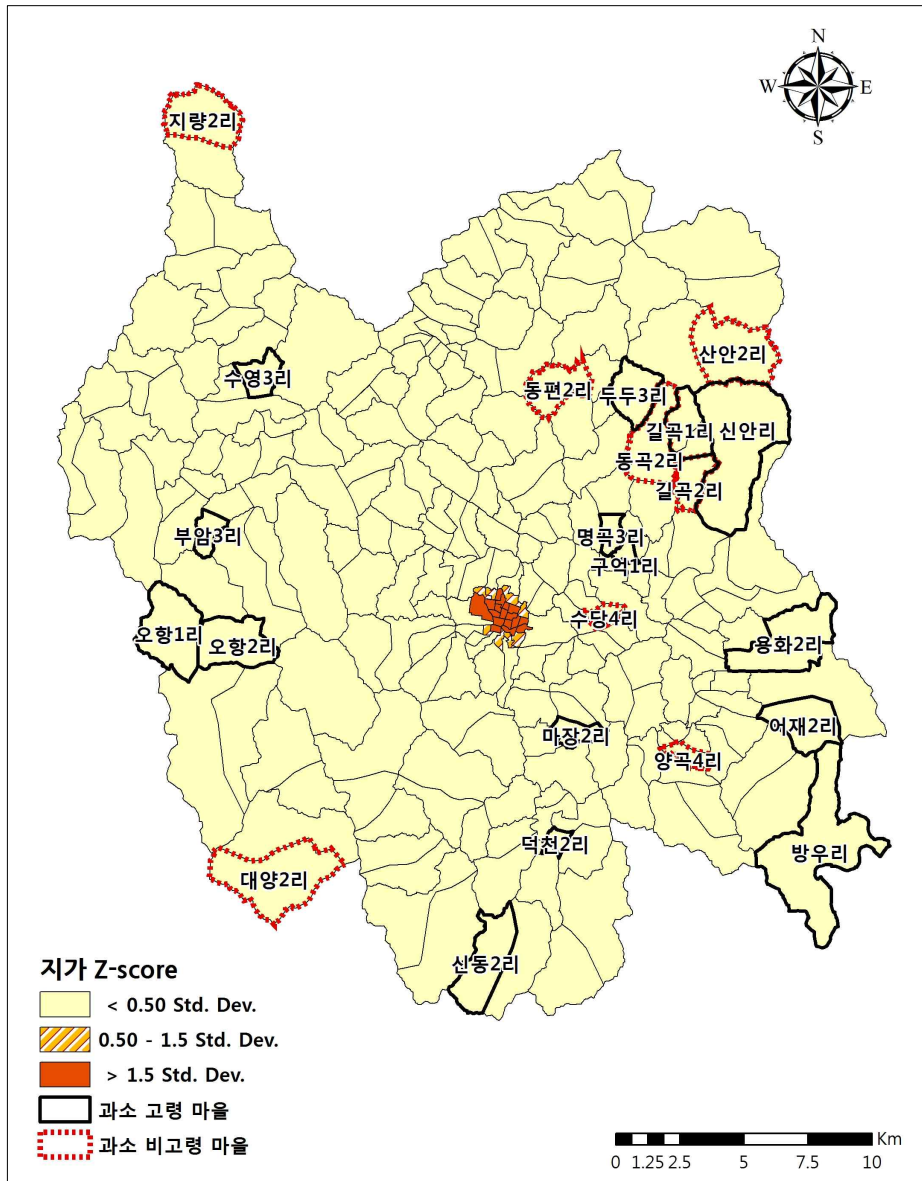 N
W
E
S
지량2리
산안2리
수영3리
동편2리
두두3리
길곡1리
신안리
동곡2리
길곡2리
부암3리
명곡3리
구억1리
수당4리
오항1리
오항2리
용화2리
어재2리
마장2리
양곡4리
덕천2리
방우리
대양2리
신동2리
지가 Z-score
< 0.50 Std. Dev.
0.50 - 1.5 Std. Dev.
> 1.5 Std. Dev.
과소 고령 마을
과소 비고령 마을
Km
0 1.25 2.5 5 7.5 10